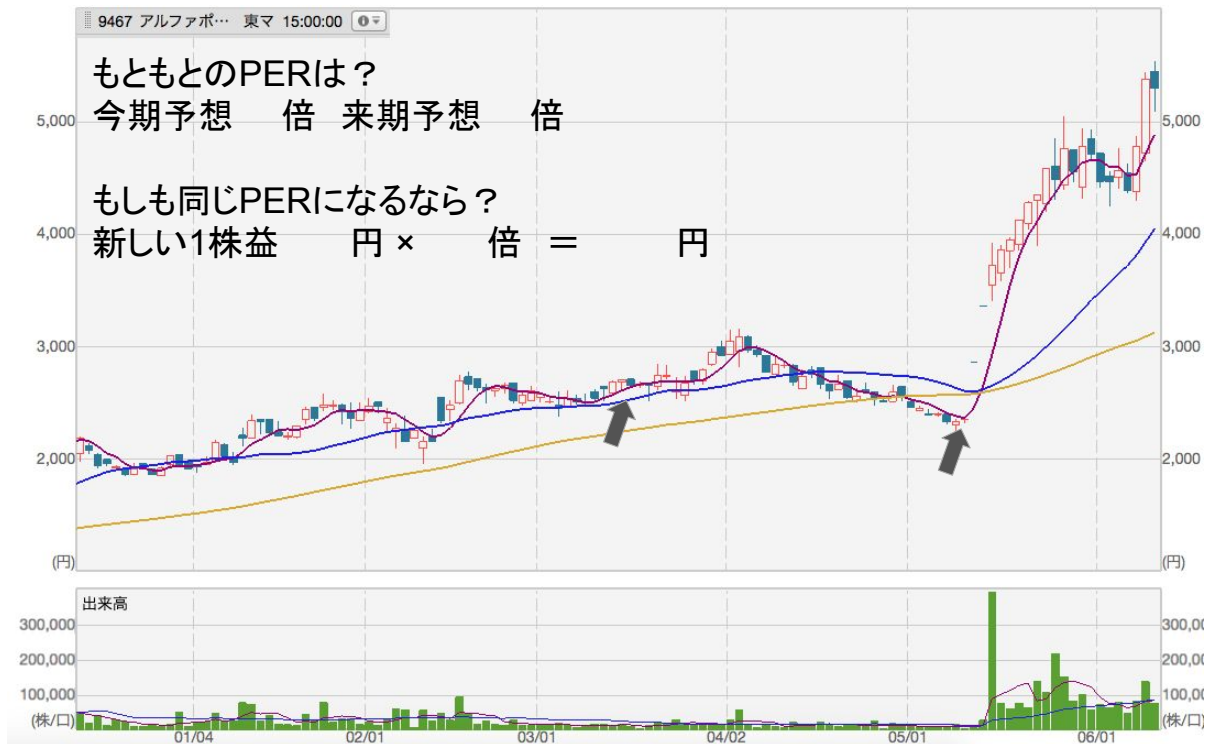 9467 アルファポ… 東マ 15:00:00
もともとのPERは？
今期予想 倍 来期予想 倍
もしも同じPERになるなら？
新しい1株益 円 × 倍 ＝ 円
5,000 5,000
4,000 4,000
3,000 3,000
2,000 2,000
(円) (円)
出来高
300,000 300,00
200,000 200,00
100,000 100,00
(株/口) (株/口)
01/04 02/01 03/01 04/02 05/01 06/01